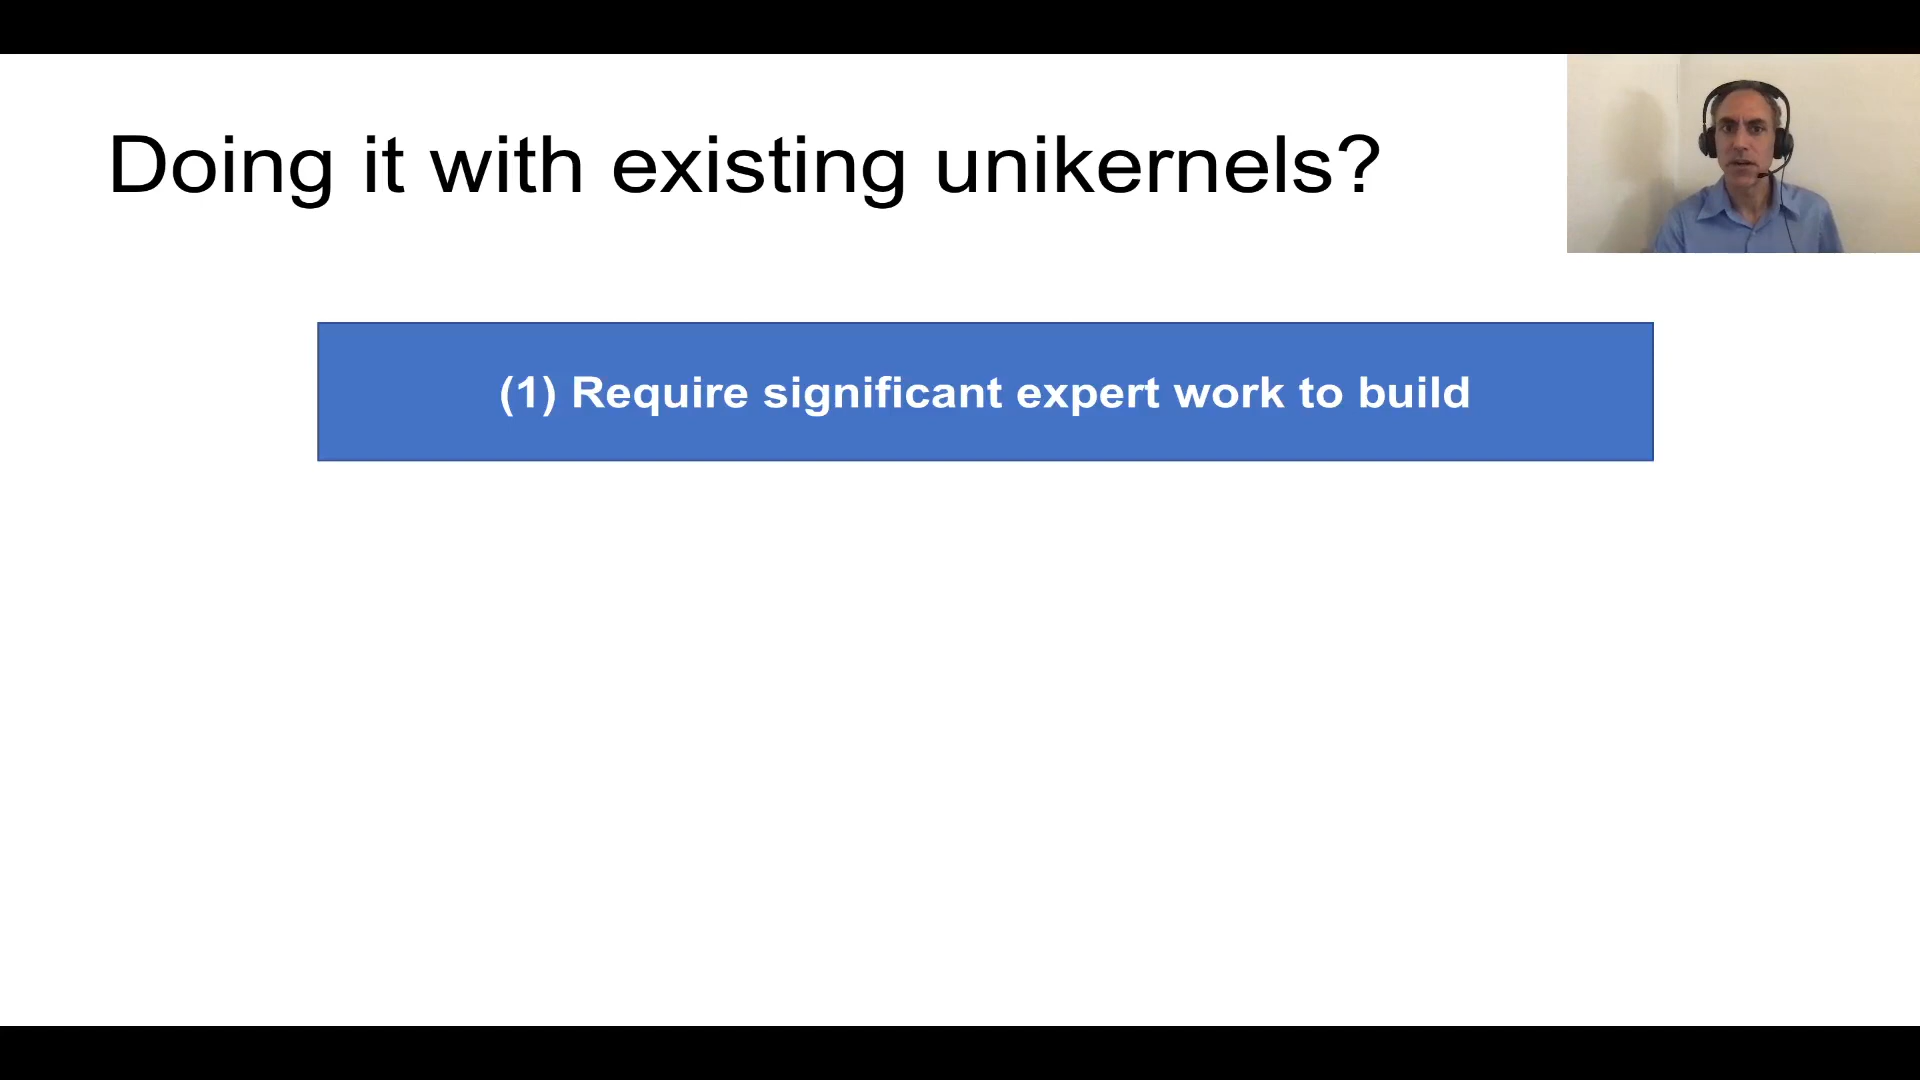 Doing it with existing unikernels?
(1) Require significant expert work to build